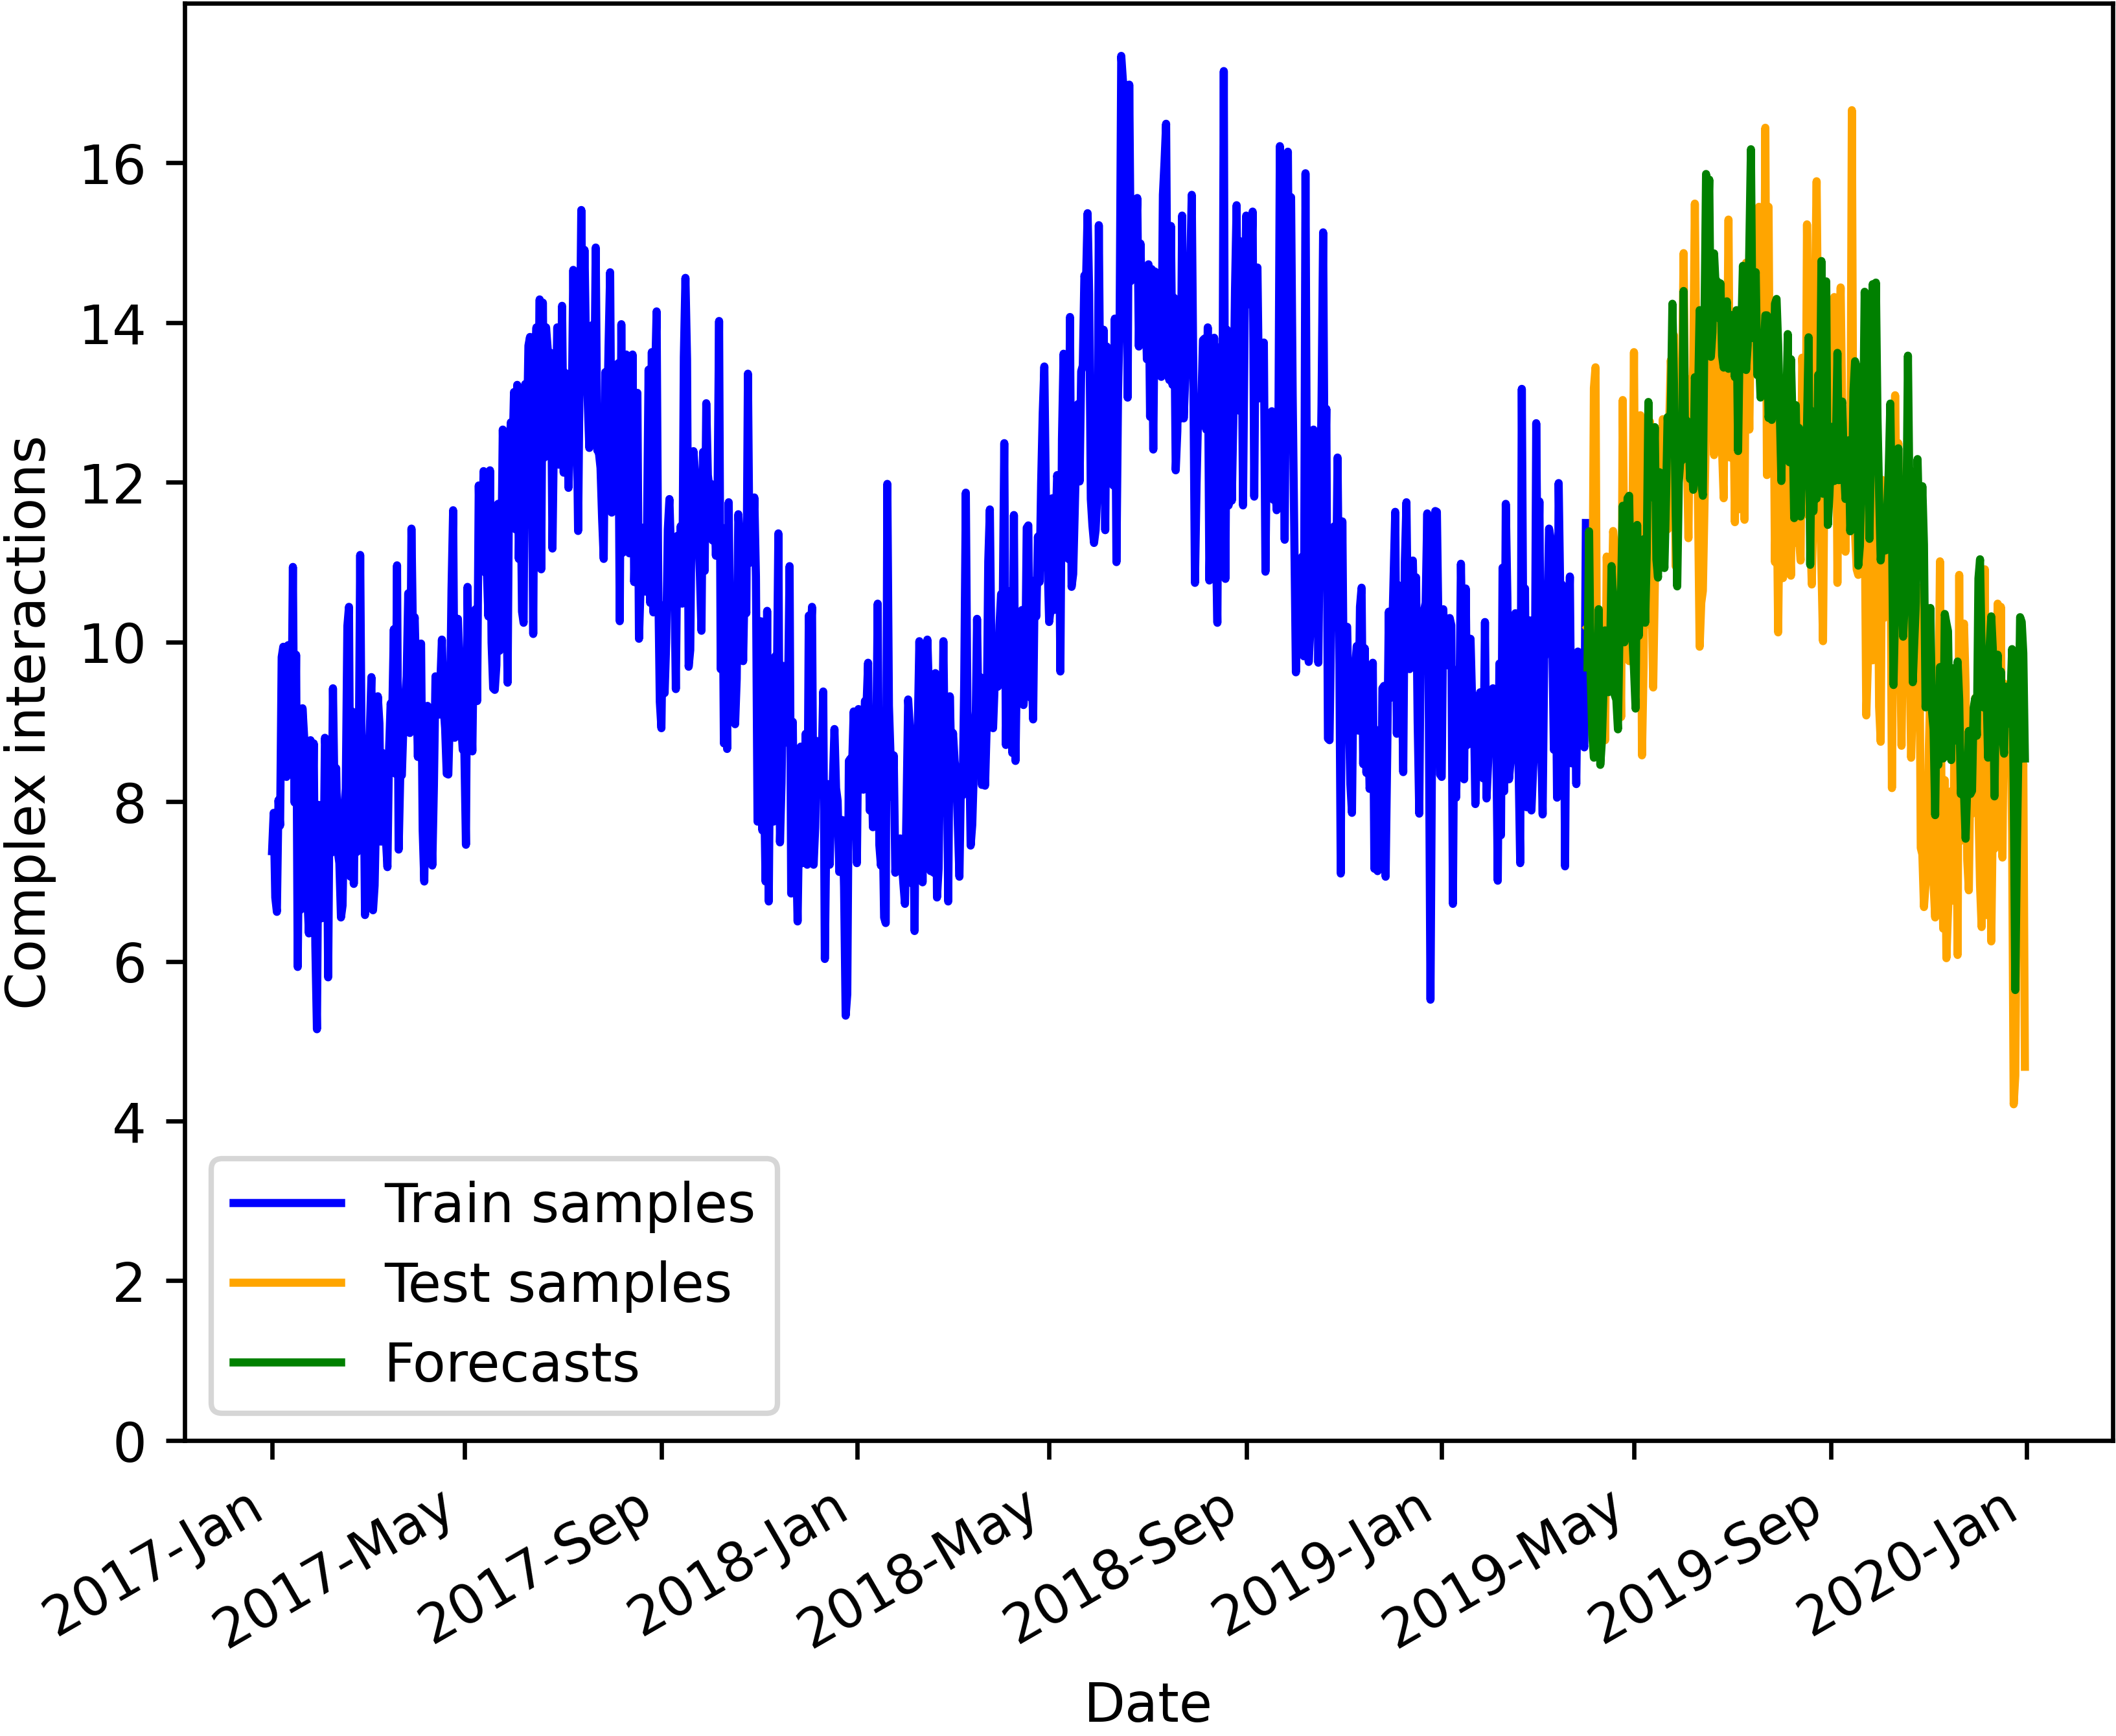 Complex interactions
16
14
12
10
8
6
4
2
0
Train samples
Test samples
Forecasts
2017-Jan
2017-May
2017-Sep
2018-Jan
2018-May
2018-Sep
2019-Jan
2019-May
2019-Sep
2020-Jan
Date